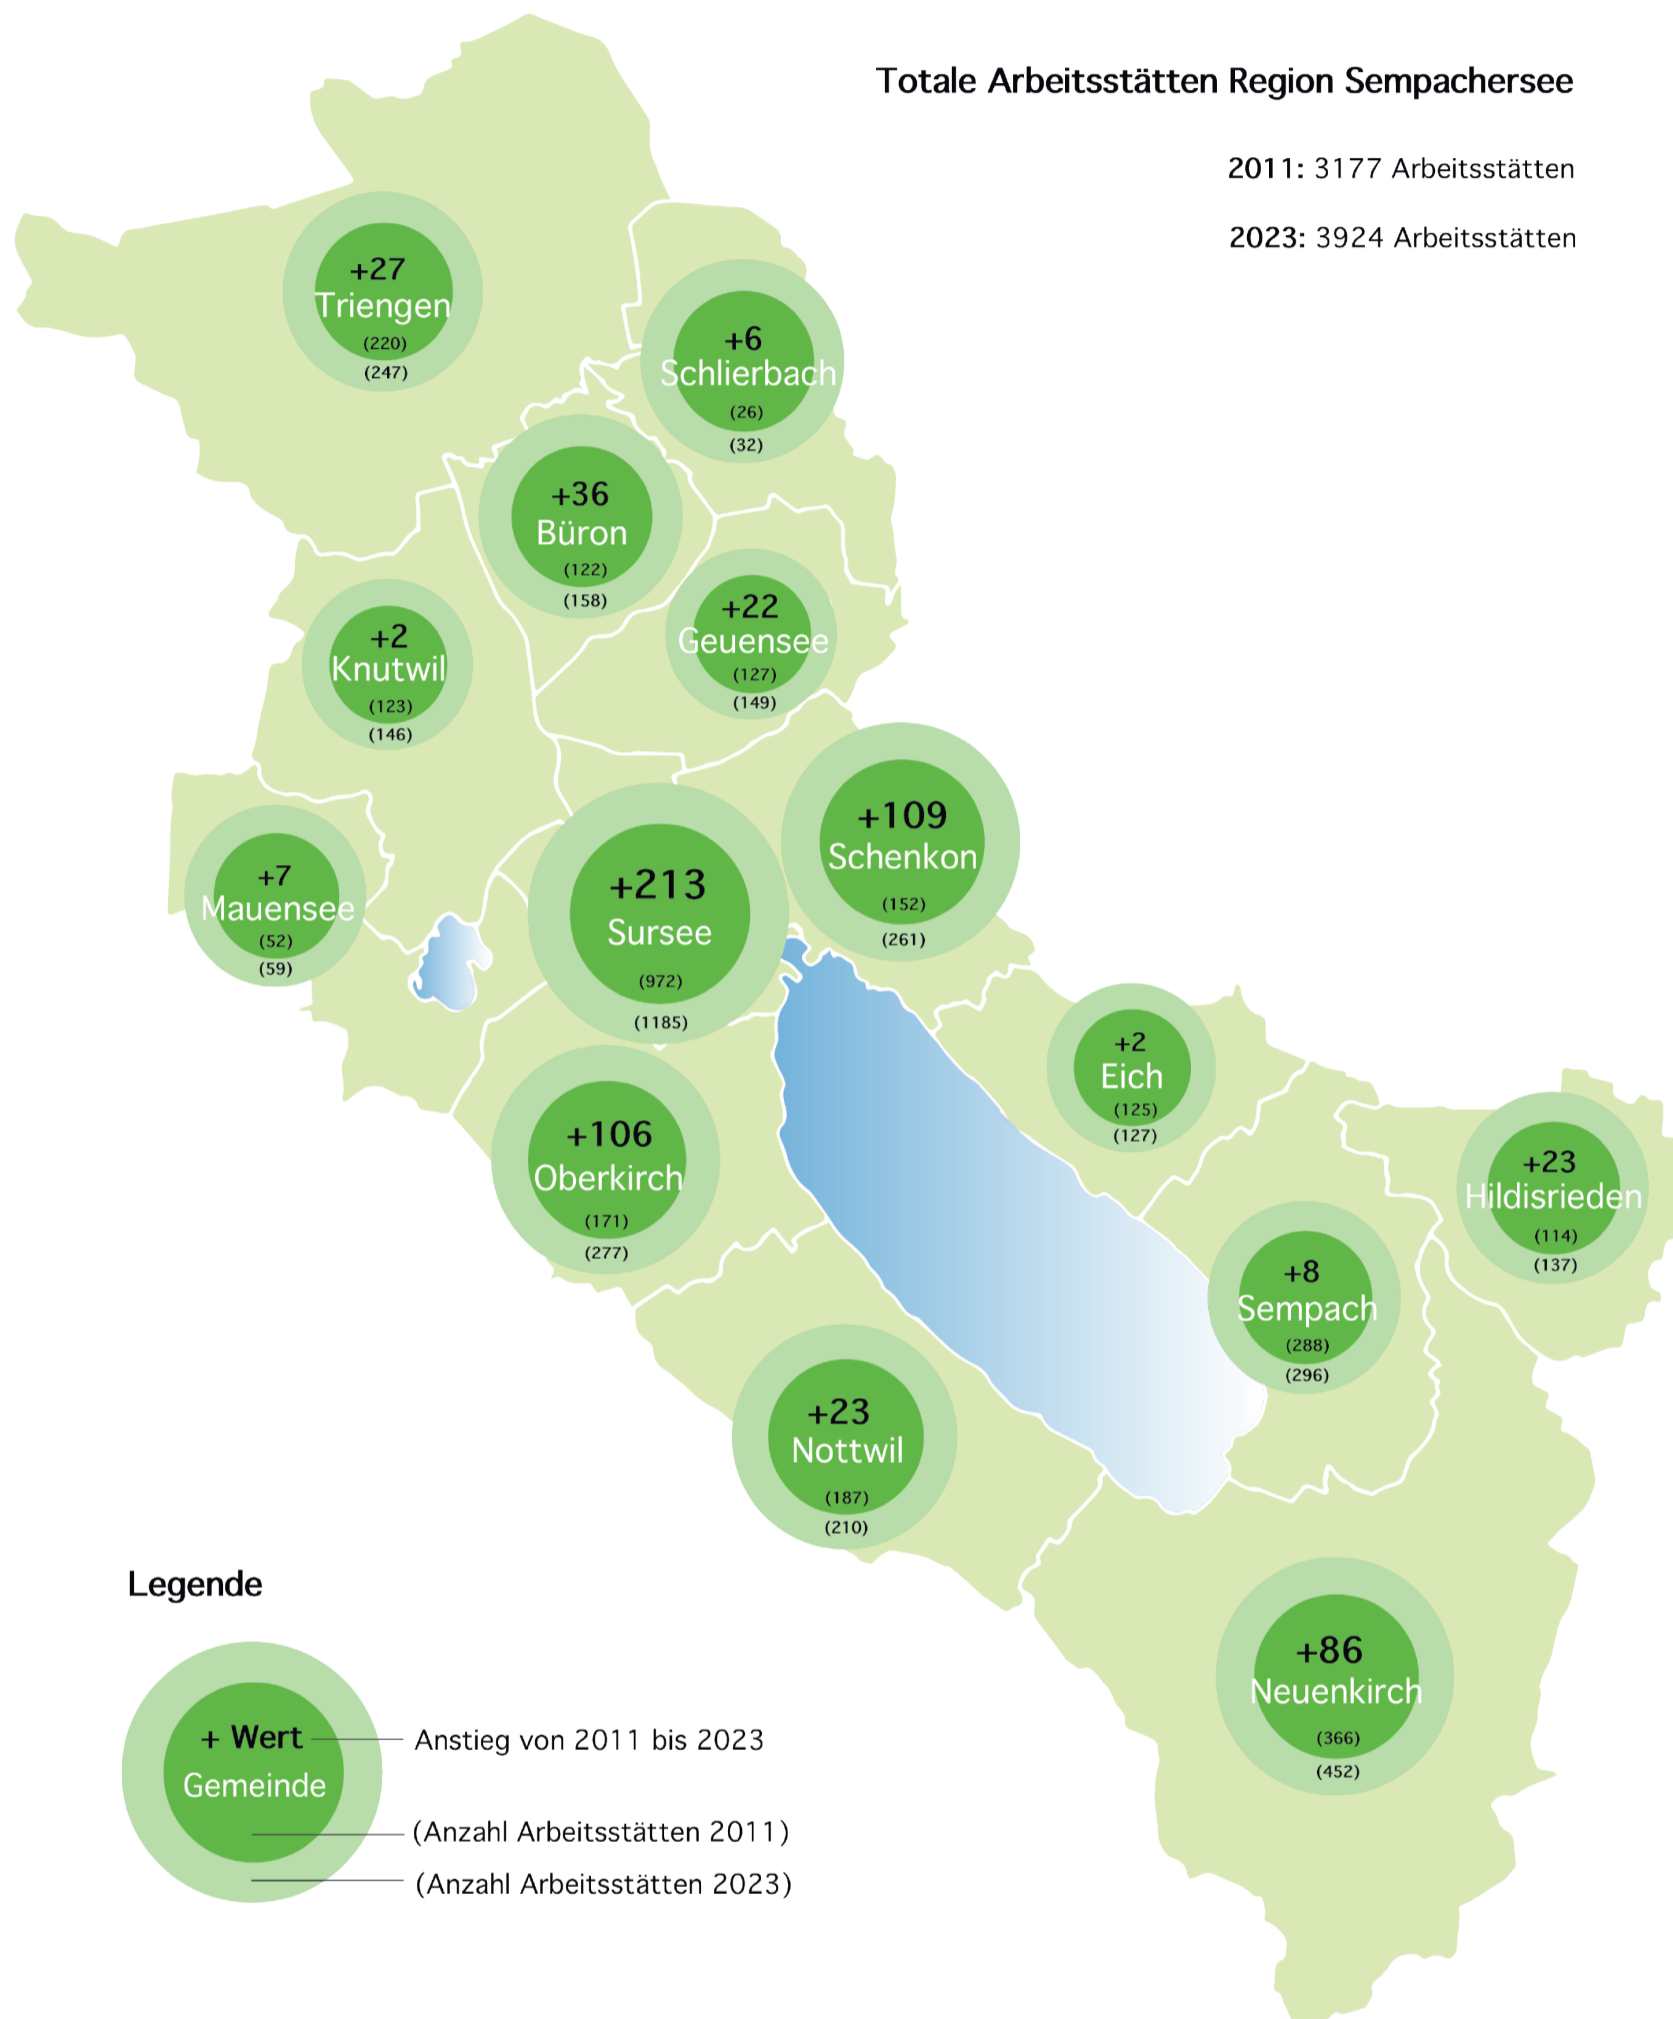 Totale Arbeitsstätten Region Sempachersee
2011: 3177 Arbeitsstätten
2023: 3924 Arbeitsstätten
+27
Triengen
(220)
(247)
+6
Schlierbach
(26)
(32)
+36
Büron
(122)
(158)
+22
Geuensee
(127)
(149)
+2
Knutwil
(123)
(146)
+109
Schenkon
(152)
(261)
+7
Mauensee
(52)
(59)
+213
Sursee
(972)
(1185)
+2
Eich
(125)
(127)
+106
Oberkirch
(171)
(277)
+23
Hildisrieden
(114)
(137)
+8
Sempach
(288)
(296)
+23
Nottwil
(187)
(210)
+86
Neuenkirch
(366)
(452)
Legende
+ Wert
Anstieg von 2011 bis 2023
Gemeinde
(Anzahl Arbeitsstätten 2011)
(Anzahl Arbeitsstätten 2023)